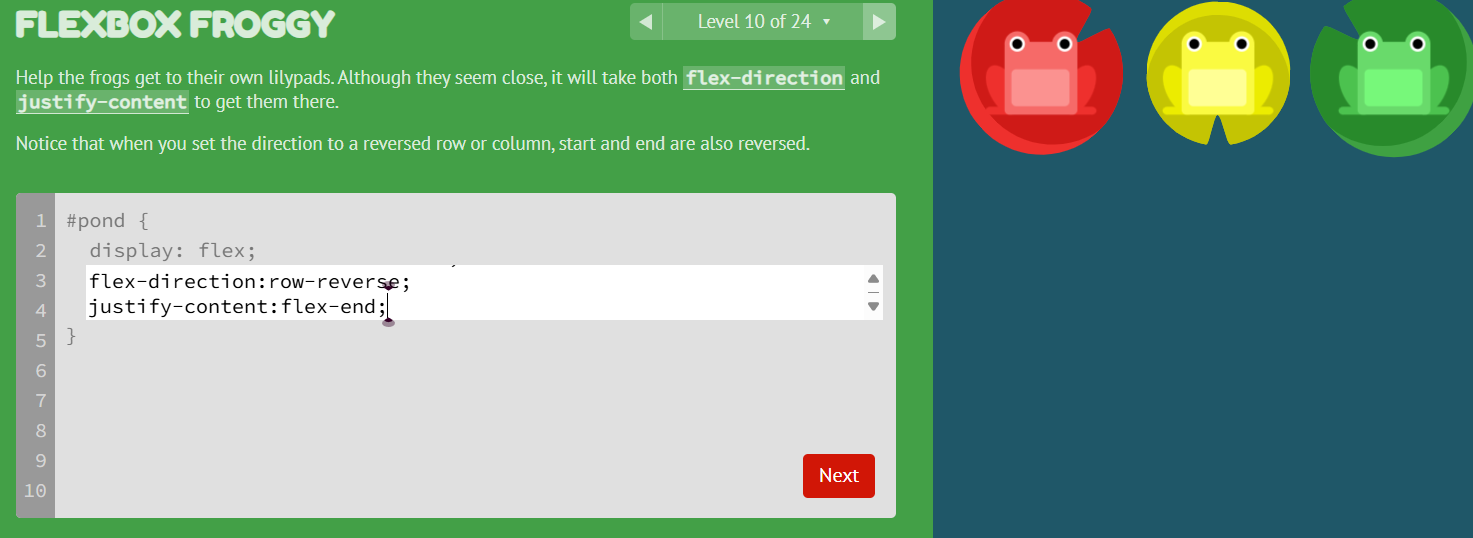 FLEXBOX FROGGY
Level 10 of 24
Help the frogs get to their own lilypads. Although they seem close, it will take both flex-direction and
justify-content to get them there.
Notice that when you set the direction to a reversed row or column, start and end are also reversed.
1 #pond {
2 display: flex;
3 flex-direction:row-reverse;
4 justify-content:flex-end;
5 }
6
7
8
9
10
Next